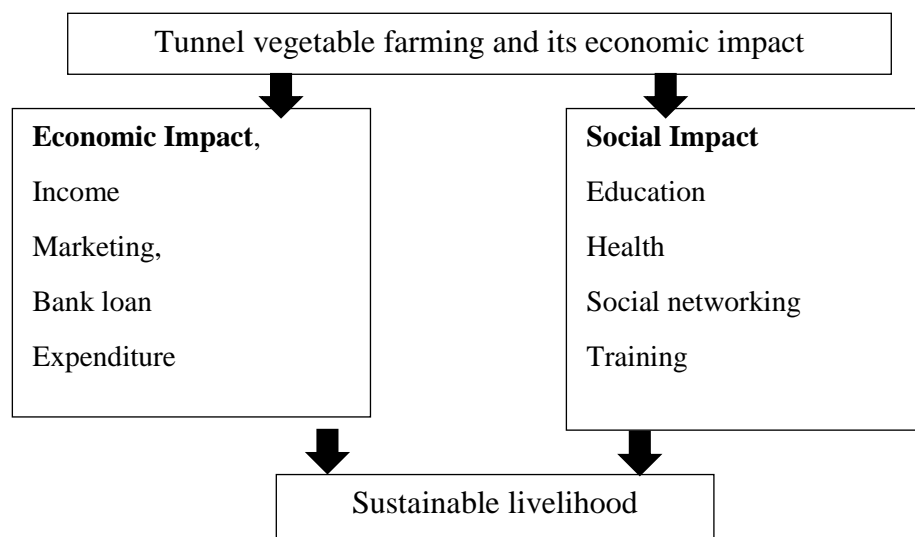 Tunnel vegetable farming and its economic impact
Economic Impact,
Income
Marketing,
Bank loan
Expenditure
Social Impact
Education
Health
Social networking
Training
Sustainable livelihood